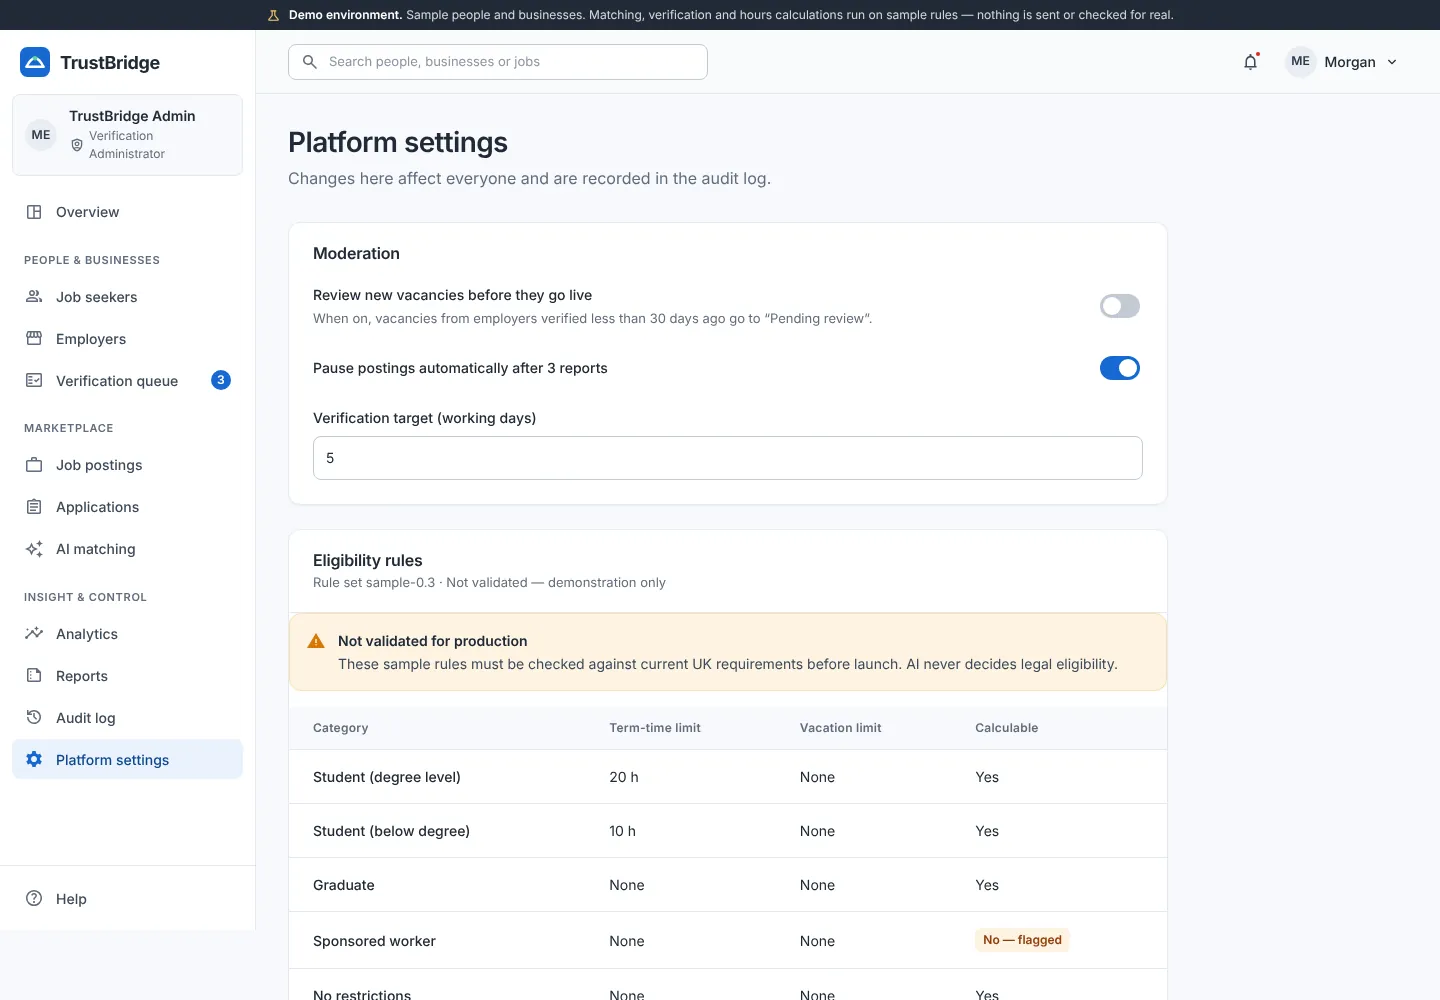 Demo environment. Sample people and businesses. Matching, verification and hours calculations run on sample rules — nothing is sent or checked for real.
TrustBridge
Search people, businesses or jobs
ME
Morgan
ME
TrustBridge Admin
Verification
Administrator
Overview
PEOPLE & BUSINESSES
Job seekers
Employers
Verification queue
3
MARKETPLACE
Job postings
Applications
AI matching
INSIGHT & CONTROL
Analytics
Reports
Audit log
Platform settings
Help
Platform settings
Changes here affect everyone and are recorded in the audit log.
Moderation
Review new vacancies before they go live
When on, vacancies from employers verified less than 30 days ago go to “Pending review”.
Pause postings automatically after 3 reports
Verification target (working days)
5
Eligibility rules
Rule set sample-0.3 · Not validated — demonstration only
Not validated for production
These sample rules must be checked against current UK requirements before launch. AI never decides legal eligibility.
Category Term-time limit Vacation limit Calculable
Student (degree level) 20 h None Yes
Student (below degree) 10 h None Yes
Graduate None None Yes
Sponsored worker None None No — flagged
No restrictions None None Yes